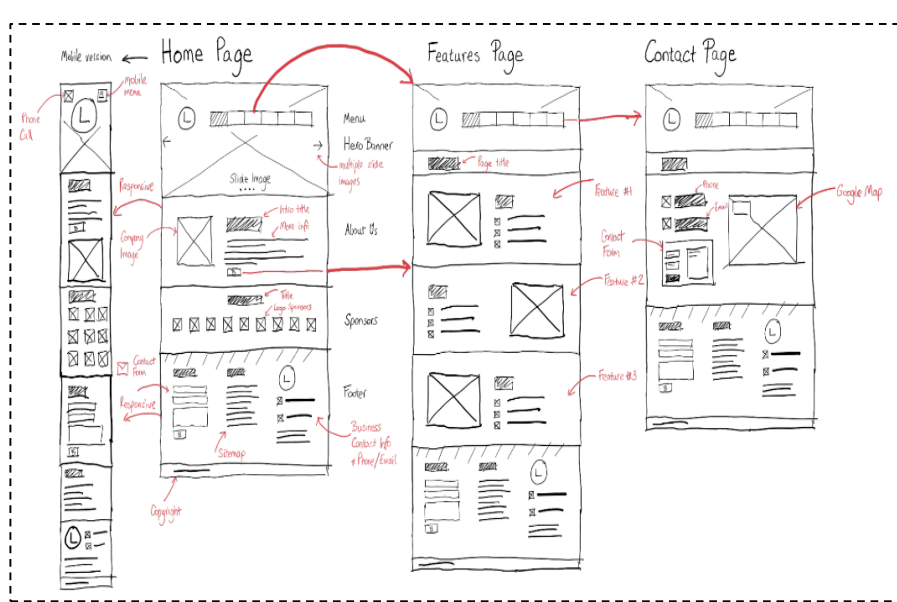 Mobile version
Home Page
Features Page
Contact Page
Phone
Call
Mobile
menu
L
L
L
L
Menu
Hero Banner
multiple slide
images
Slide Image
Page title
Responsive
Company
Image
Intro title
More info
About Us
Feature #1
Phone
Email
Google Map
Contact
Form
Title
Logo Sponsors
Sponsors
Feature #2
Contact
Form
Responsive
L
L
Footer
Sitemap
Business
Contact Info
+ Phone/Email
Feature #3
Copyright
L
L